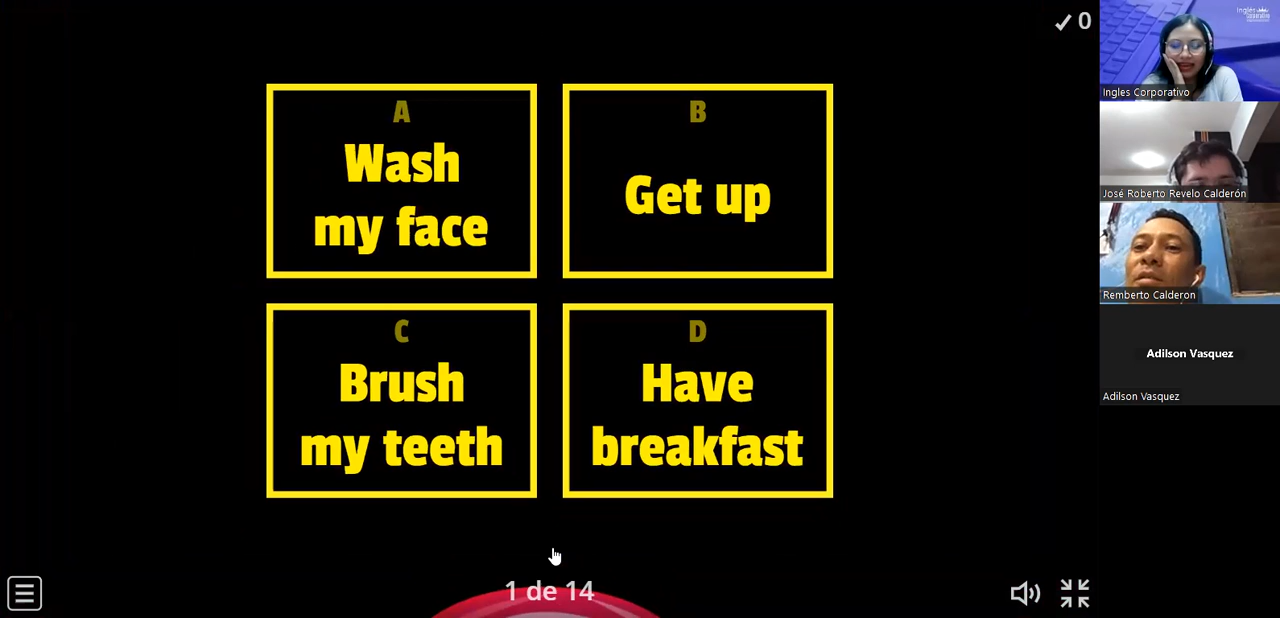 ✓ 0
A
Wash
my face
B
Get up
C
Brush
my teeth
D
Have
breakfast
1 de 14
Ingles Corporativo
José Roberto Revelo Calderón
Remberto Calderon
Adilson Vasquez
Adilson Vasquez